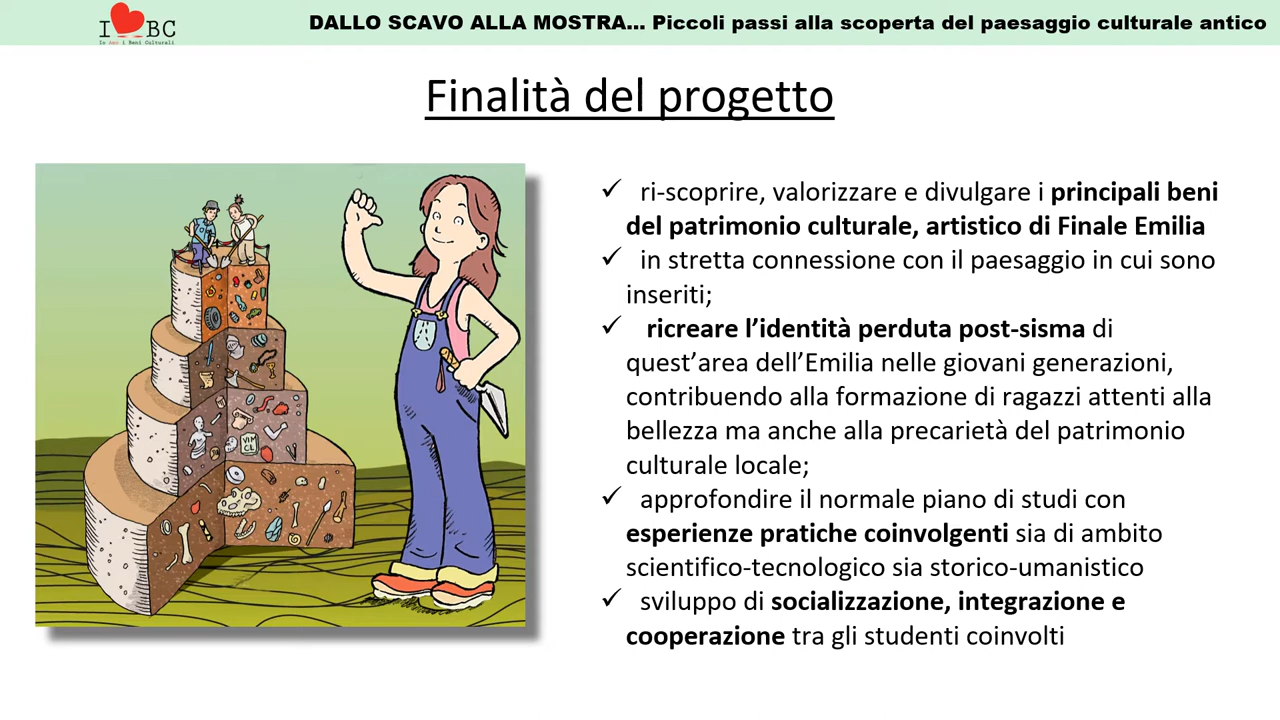 I BC
Io Amo i Beni Culturali
DALLO SCAVO ALLA MOSTRA... Piccoli passi alla scoperta del paesaggio culturale antico
Finalità del progetto
✓ ri-scoprire, valorizzare e divulgare i principali beni
del patrimonio culturale, artistico di Finale Emilia
✓ in stretta connessione con il paesaggio in cui sono
inseriti;
✓ ricreare l’identità perduta post-sisma di
quest’area dell’Emilia nelle giovani generazioni,
contribuendo alla formazione di ragazzi attenti alla
bellezza ma anche alla precarietà del patrimonio
culturale locale;
✓ approfondire il normale piano di studi con
esperienze pratiche coinvolgenti sia di ambito
scientifico-tecnologico sia storico-umanistico
✓ sviluppo di socializzazione, integrazione e
cooperazione tra gli studenti coinvolti
VIM
CL